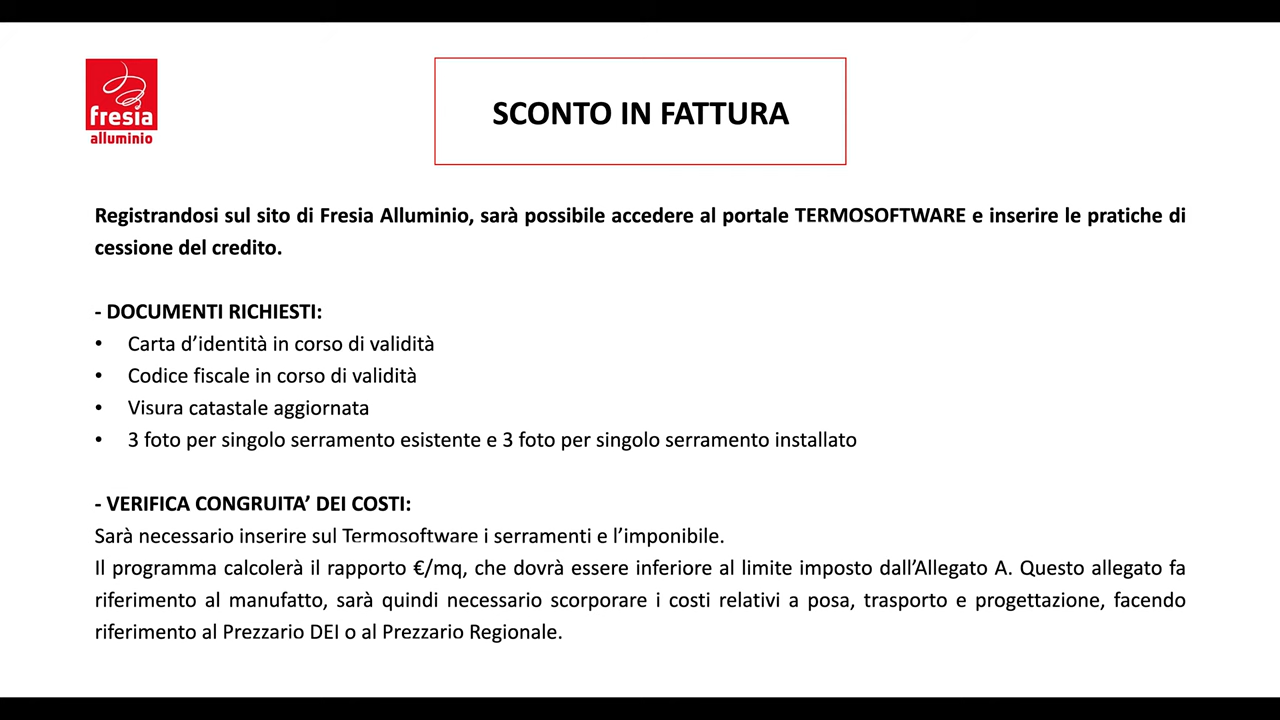 fresia
alluminio
SCONTO IN FATTURA
Registrandosi sul sito di Fresia Alluminio, sarà possibile accedere al portale TERMOSOFTWARE e inserire le pratiche di
cessione del credito.
- DOCUMENTI RICHIESTI:
• Carta d’identità in corso di validità
• Codice fiscale in corso di validità
• Visura catastale aggiornata
• 3 foto per singolo serramento esistente e 3 foto per singolo serramento installato
- VERIFICA CONGRUITA’ DEI COSTI:
Sarà necessario inserire sul Termosoftware i serramenti e l’imponibile.
Il programma calcolerà il rapporto €/mq, che dovrà essere inferiore al limite imposto dall’Allegato A. Questo allegato fa
riferimento al manufatto, sarà quindi necessario scorporare i costi relativi a posa, trasporto e progettazione, facendo
riferimento al Prezzario DEI o al Prezzario Regionale.